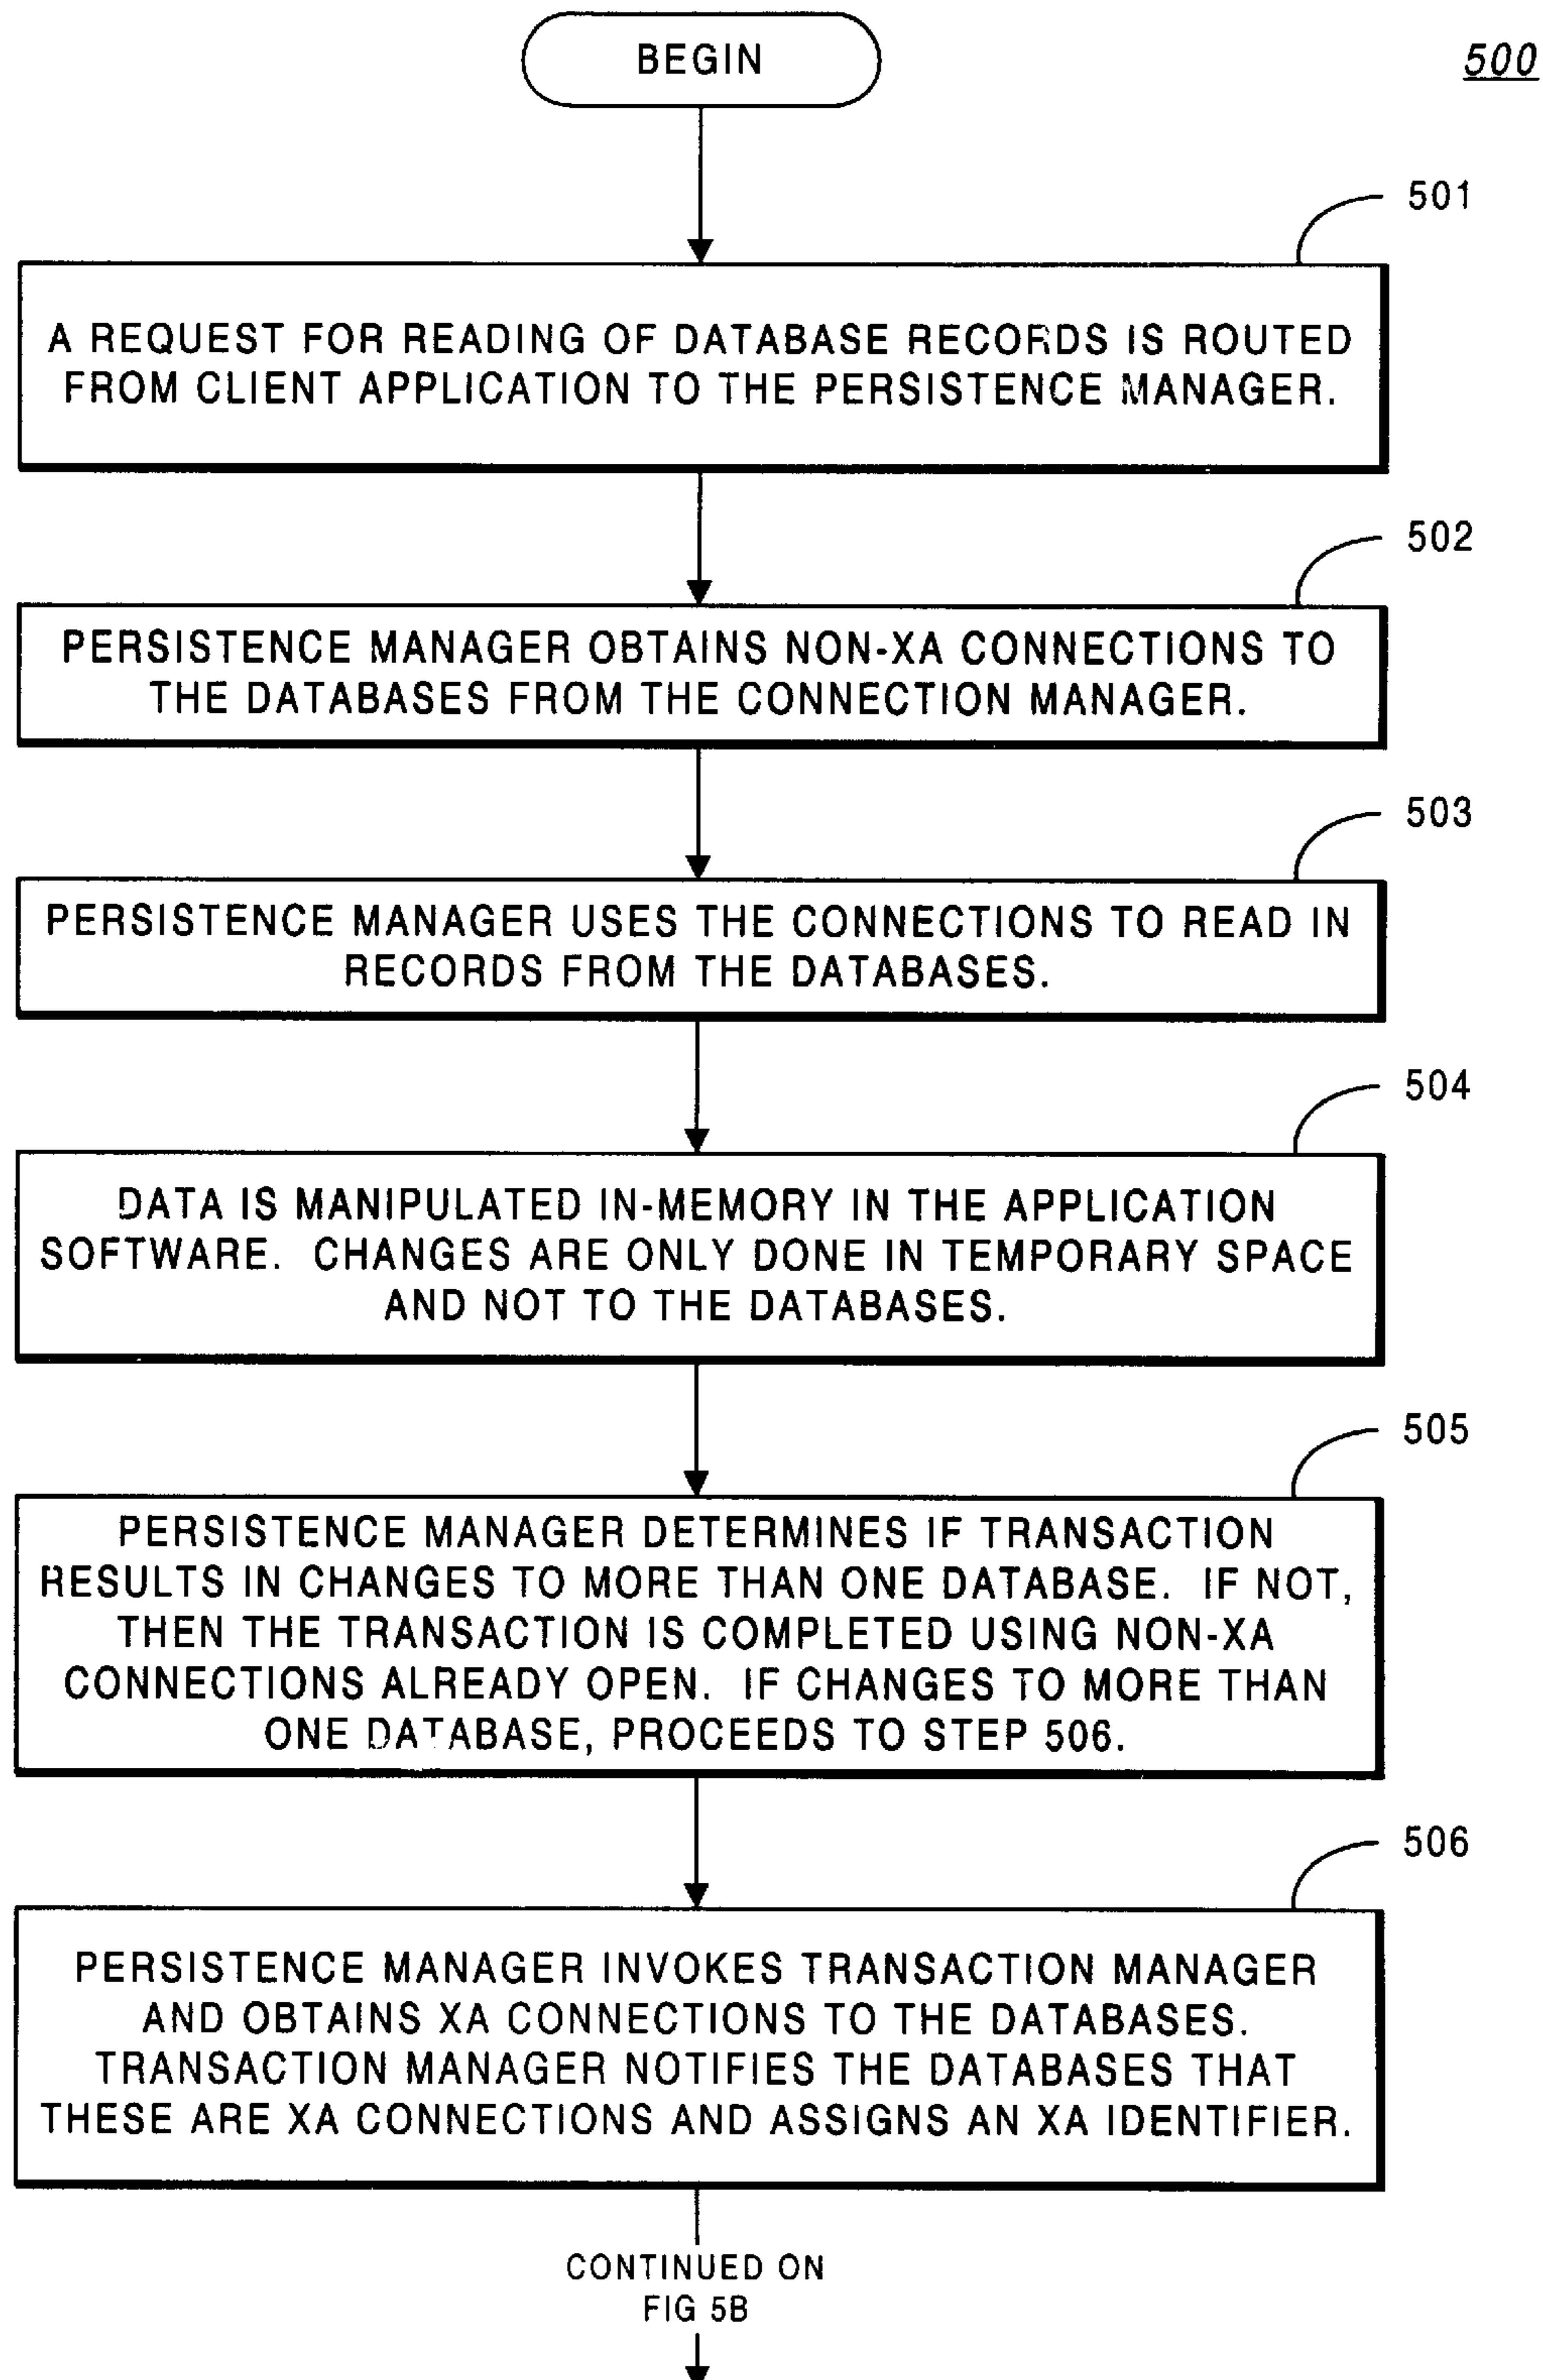 BEGIN
500
501
A REQUEST FOR READING OF DATABASE RECORDS IS ROUTED
FROM CLIENT APPLICATION TO THE PERSISTENCE MANAGER.
502
PERSISTENCE MANAGER OBTAINS NON-XA CONNECTIONS TO
THE DATABASES FROM THE CONNECTION MANAGER.
503
PERSISTENCE MANAGER USES THE CONNECTIONS TO READ IN
RECORDS FROM THE DATABASES.
504
DATA IS MANIPULATED IN-MEMORY IN THE APPLICATION
SOFTWARE. CHANGES ARE ONLY DONE IN TEMPORARY SPACE
AND NOT TO THE DATABASES.
505
PERSISTENCE MANAGER DETERMINES IF TRANSACTION
RESULTS IN CHANGES TO MORE THAN ONE DATABASE. IF NOT,
THEN THE TRANSACTION IS COMPLETED USING NON-XA
CONNECTIONS ALREADY OPEN. IF CHANGES TO MORE THAN
ONE DATABASE, PROCEEDS TO STEP 506.
506
PERSISTENCE MANAGER INVOKES TRANSACTION MANAGER
AND OBTAINS XA CONNECTIONS TO THE DATABASES.
TRANSACTION MANAGER NOTIFIES THE DATABASES THAT
THESE ARE XA CONNECTIONS AND ASSIGNS AN XA IDENTIFIER.
CONTINUED ON
FIG 5B